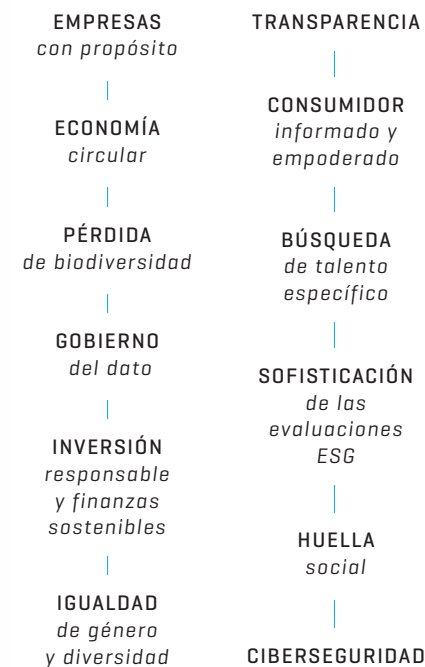 EMPRESAS
con propósito
ECONOMÍA
circular
PÉRDIDA
de biodiversidad
GOBIERNO
del dato
INVERSIÓN
responsable
y finanzas
sostenibles
IGUALDAD
de género
y diversidad
TRANSPARENCIA
CONSUMIDOR
informado y
empoderado
BÚSQUEDA
de talento
específico
SOFISTICACIÓN
de las
evaluaciones
ESG
HUELLA
social
CIBERSEGURIDAD